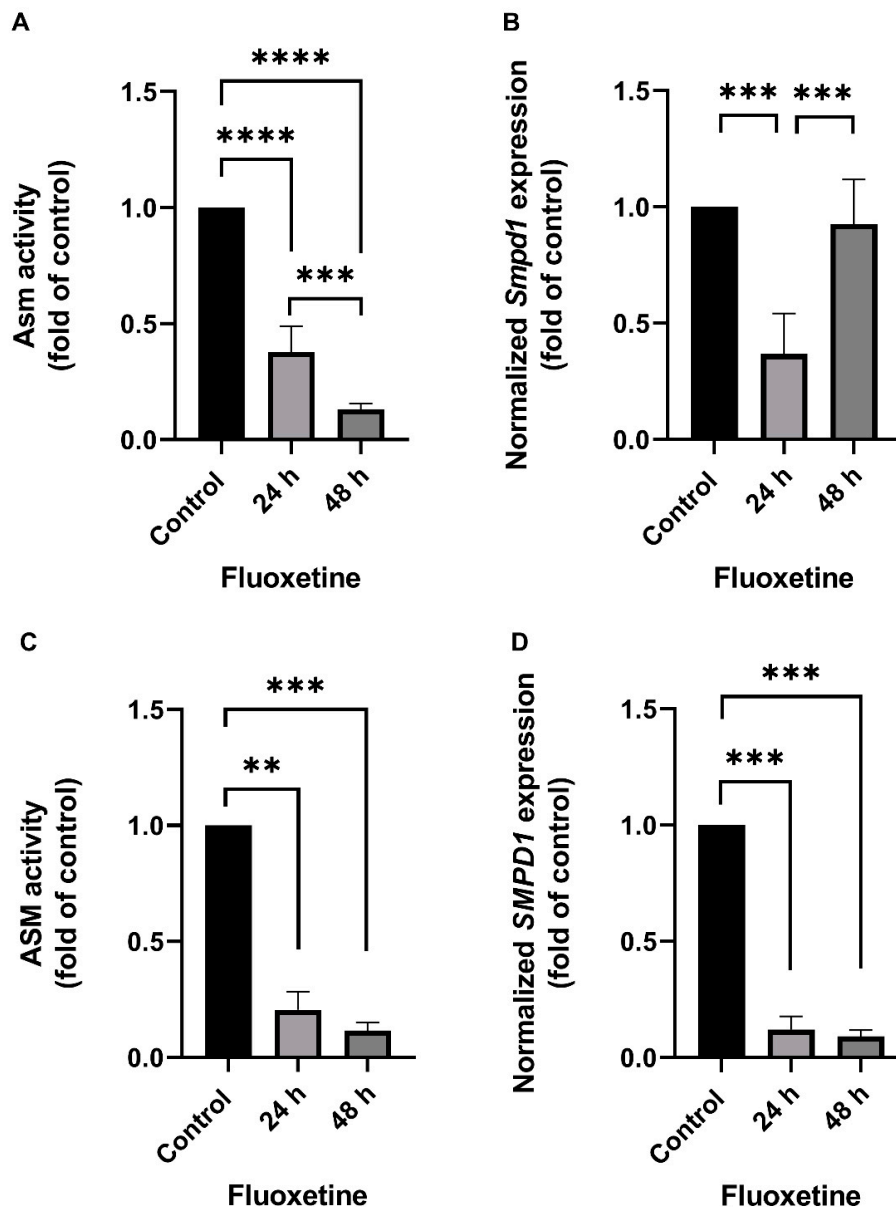 A
Asm activity
(fold of control)
1.5
1.0
0.5
0.0
****
****
***
Control
24 h
48 h
Fluoxetine
B
Normalized Smpd1 expression
(fold of control)
1.5
1.0
0.5
0.0
*** ***
Control
24 h
48 h
Fluoxetine
C
ASM activity
(fold of control)
1.5
1.0
0.5
0.0
***
**
Control
24 h
48 h
Fluoxetine
D
Normalized SMPD1 expression
(fold of control)
1.5
1.0
0.5
0.0
***
***
Control
24 h
48 h
Fluoxetine